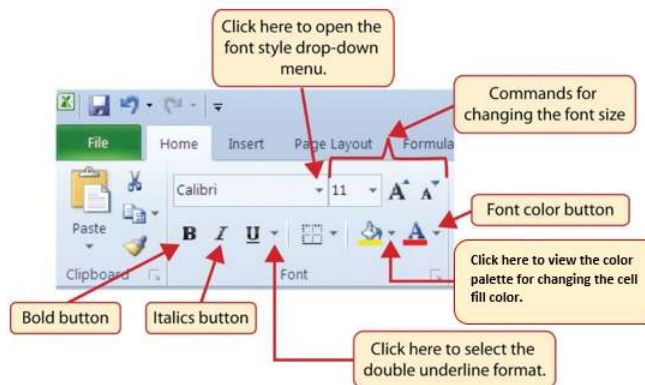 Click here to open the
font style drop-down
menu.
Commands for
changing the font size
File
Home
Insert
Page Layout
Formula
Calibri
11
A
A
Paste
B
I
U
A
Font color button
Click here to view the color
palette for changing the cell
fill color.
Clipboard
Font
Bold button
Italics button
Click here to select the
double underline format.